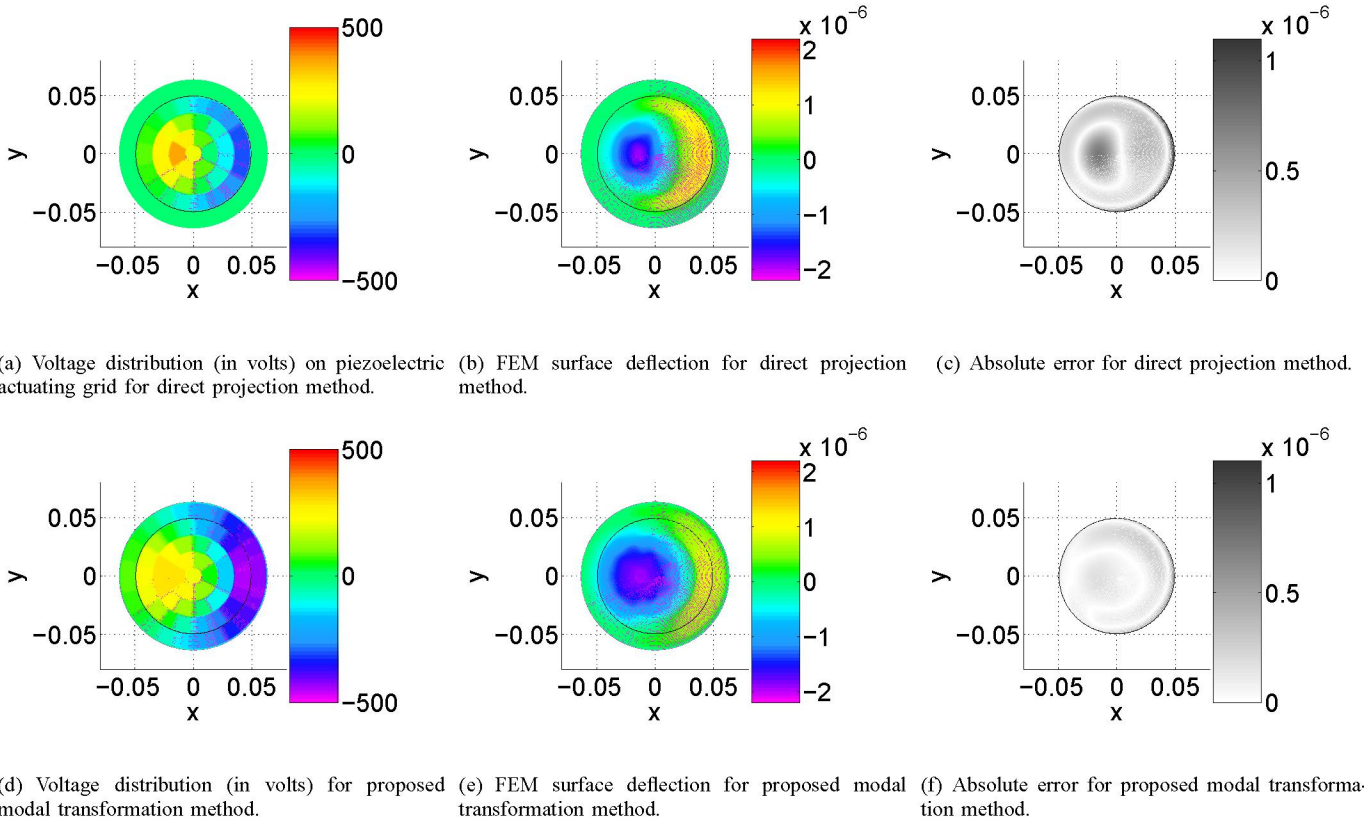 500
0
−500
0.05
0
−0.05
y
−0.05 0 0.05
x
x 10−6
2
1
0
−1
−2
0.05
0
−0.05
y
−0.05 0 0.05
x
x 10−6
1
0.5
0
0.05
0
−0.05
y
−0.05 0 0.05
x
(a) Voltage distribution (in volts) on piezoelectric
actuating grid for direct projection method.
(b) FEM surface deflection for direct projection
method.
(c) Absolute error for direct projection method.
500
0
−500
0.05
0
−0.05
y
−0.05 0 0.05
x
x 10−6
2
1
0
−1
−2
0.05
0
−0.05
y
−0.05 0 0.05
x
x 10−6
1
0.5
0
0.05
0
−0.05
y
−0.05 0 0.05
x
(d) Voltage distribution (in volts) for proposed
modal transformation method.
(e) FEM surface deflection for proposed modal
transformation method.
(f) Absolute error for proposed modal transforma-
tion method.